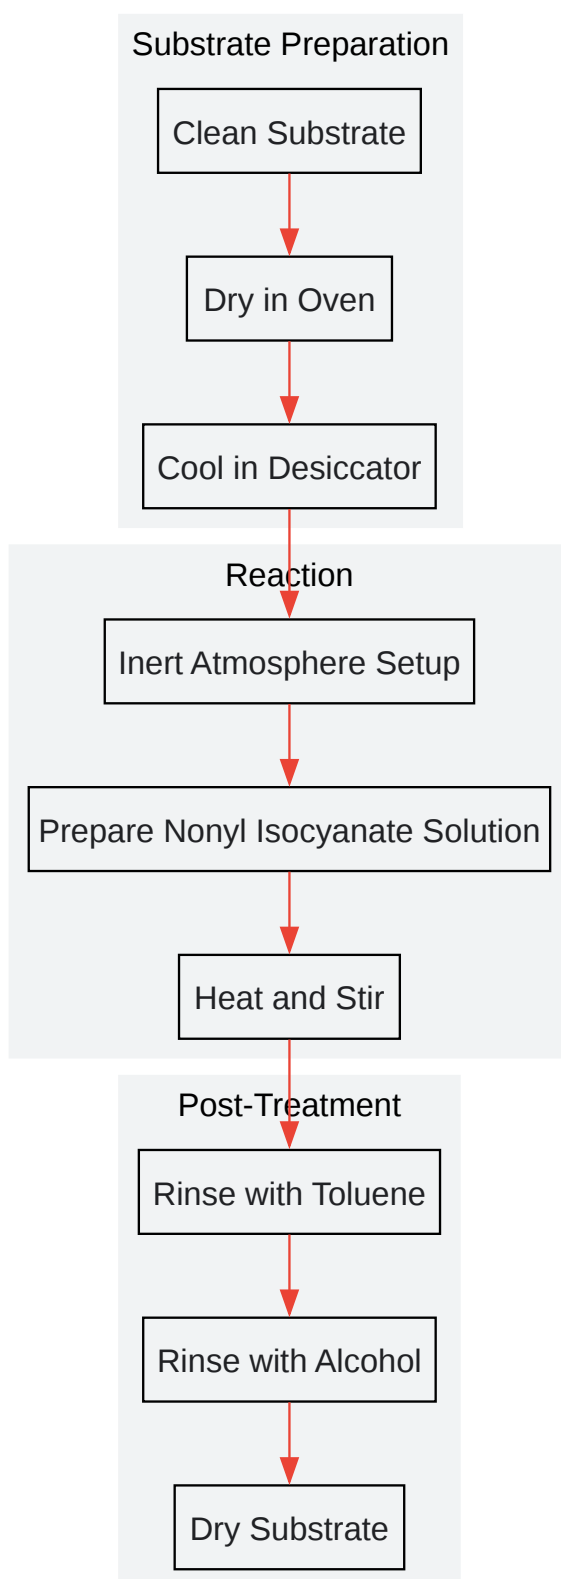 Substrate Preparation
Clean Substrate
Dry in Oven
Cool in Desiccator
Reaction
Inert Atmosphere Setup
Prepare Nonyl Isocyanate Solution
Heat and Stir
Post-Treatment
Rinse with Toluene
Rinse with Alcohol
Dry Substrate